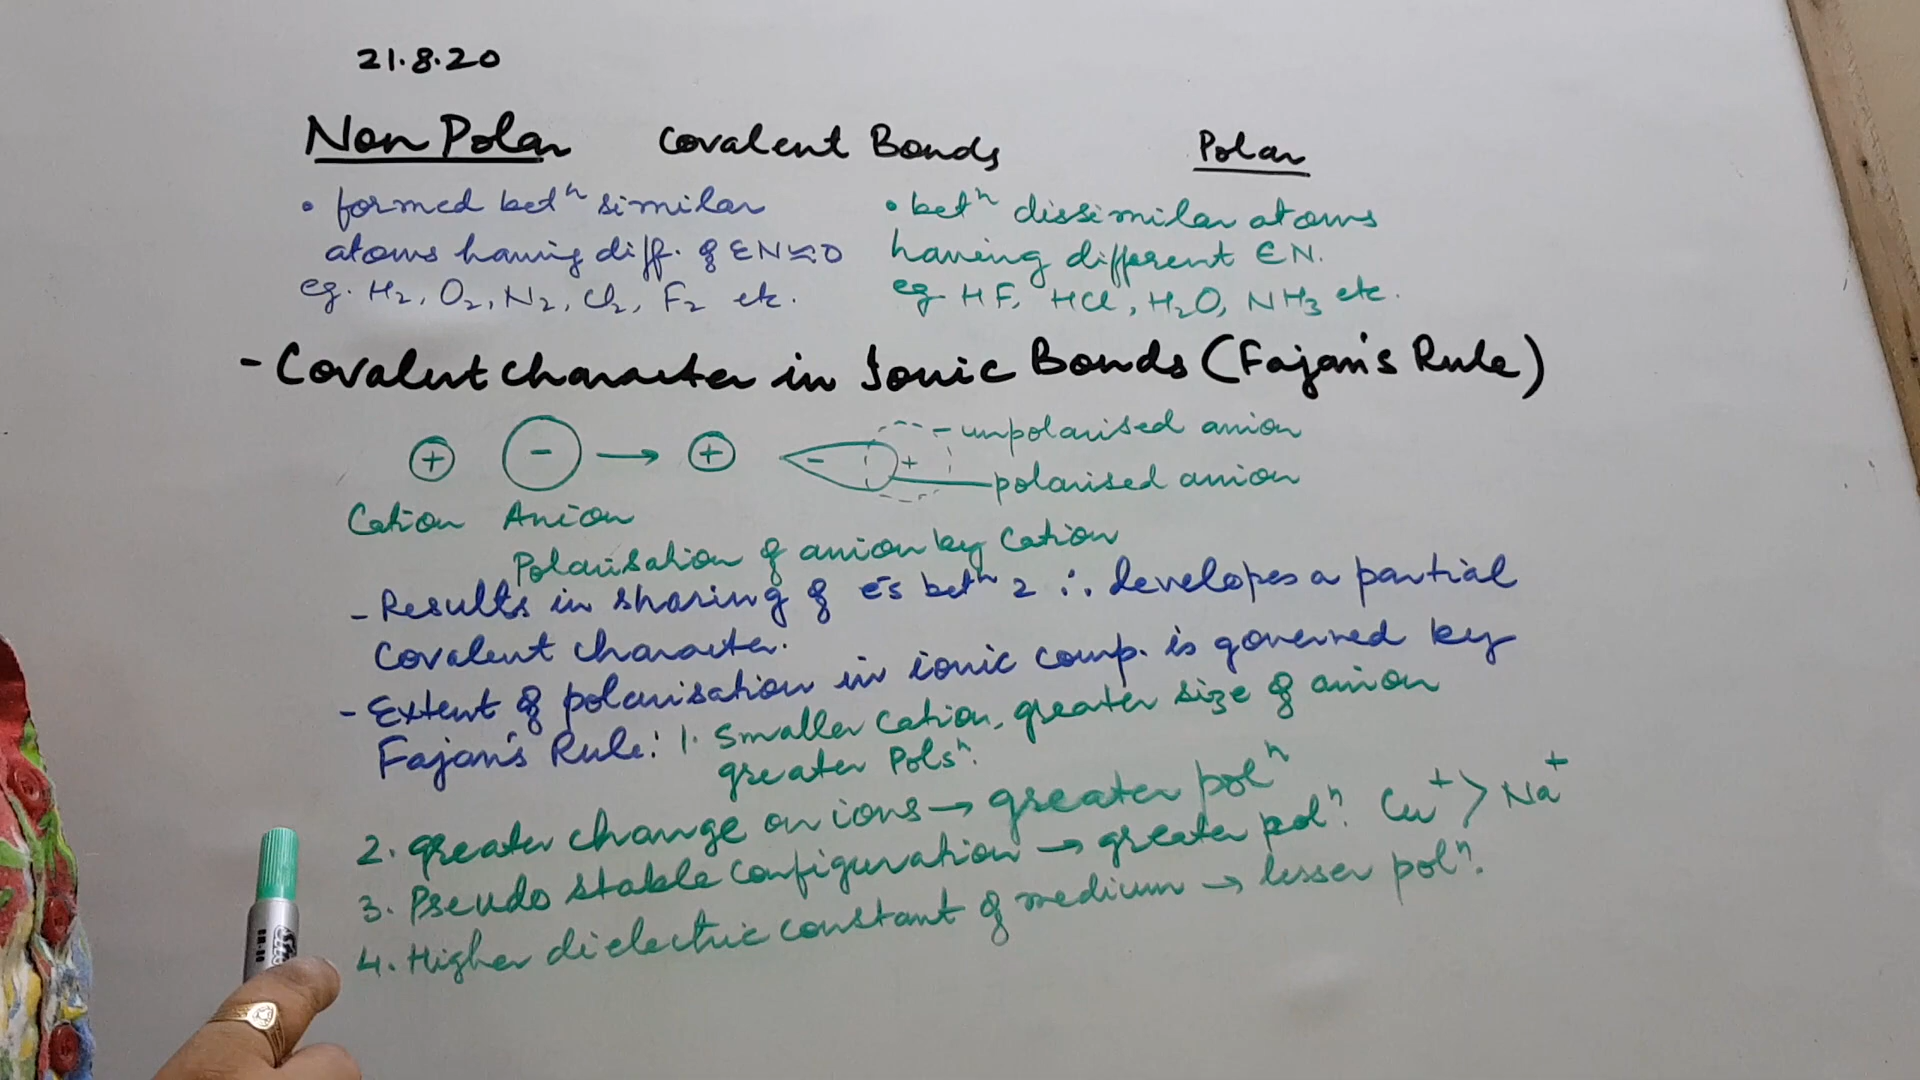 21.8.20
Non Polar Covalent Bonds Polar
• formed betⁿ similar
atoms having diff. of EN≈0
eg. H₂, O₂, N₂, Cl₂, F₂ etc.
• betⁿ dissimilar atoms
having different EN.
eg HF, HCl, H₂O, NH₃ etc.
- Covalent character in Ionic Bonds (Fajan's Rule)
+ - → + - + - unpolarised anion
polarised anion
Cation Anion
Polarisation of anion by Cation
- Results in sharing of e⁻s betⁿ 2 ∴ developes a partial
covalent character.
- Extent of polarisation in ionic comp. is governed by
Fajan's Rule: 1. Smaller Cation, greater size of anion
greater Polsⁿ.
2. greater change on ions → greater polⁿ
3. Pseudo stable configuration → greater polⁿ. Cu⁺ > Na⁺
4. Higher dielectric constant of medium → lesser polⁿ.